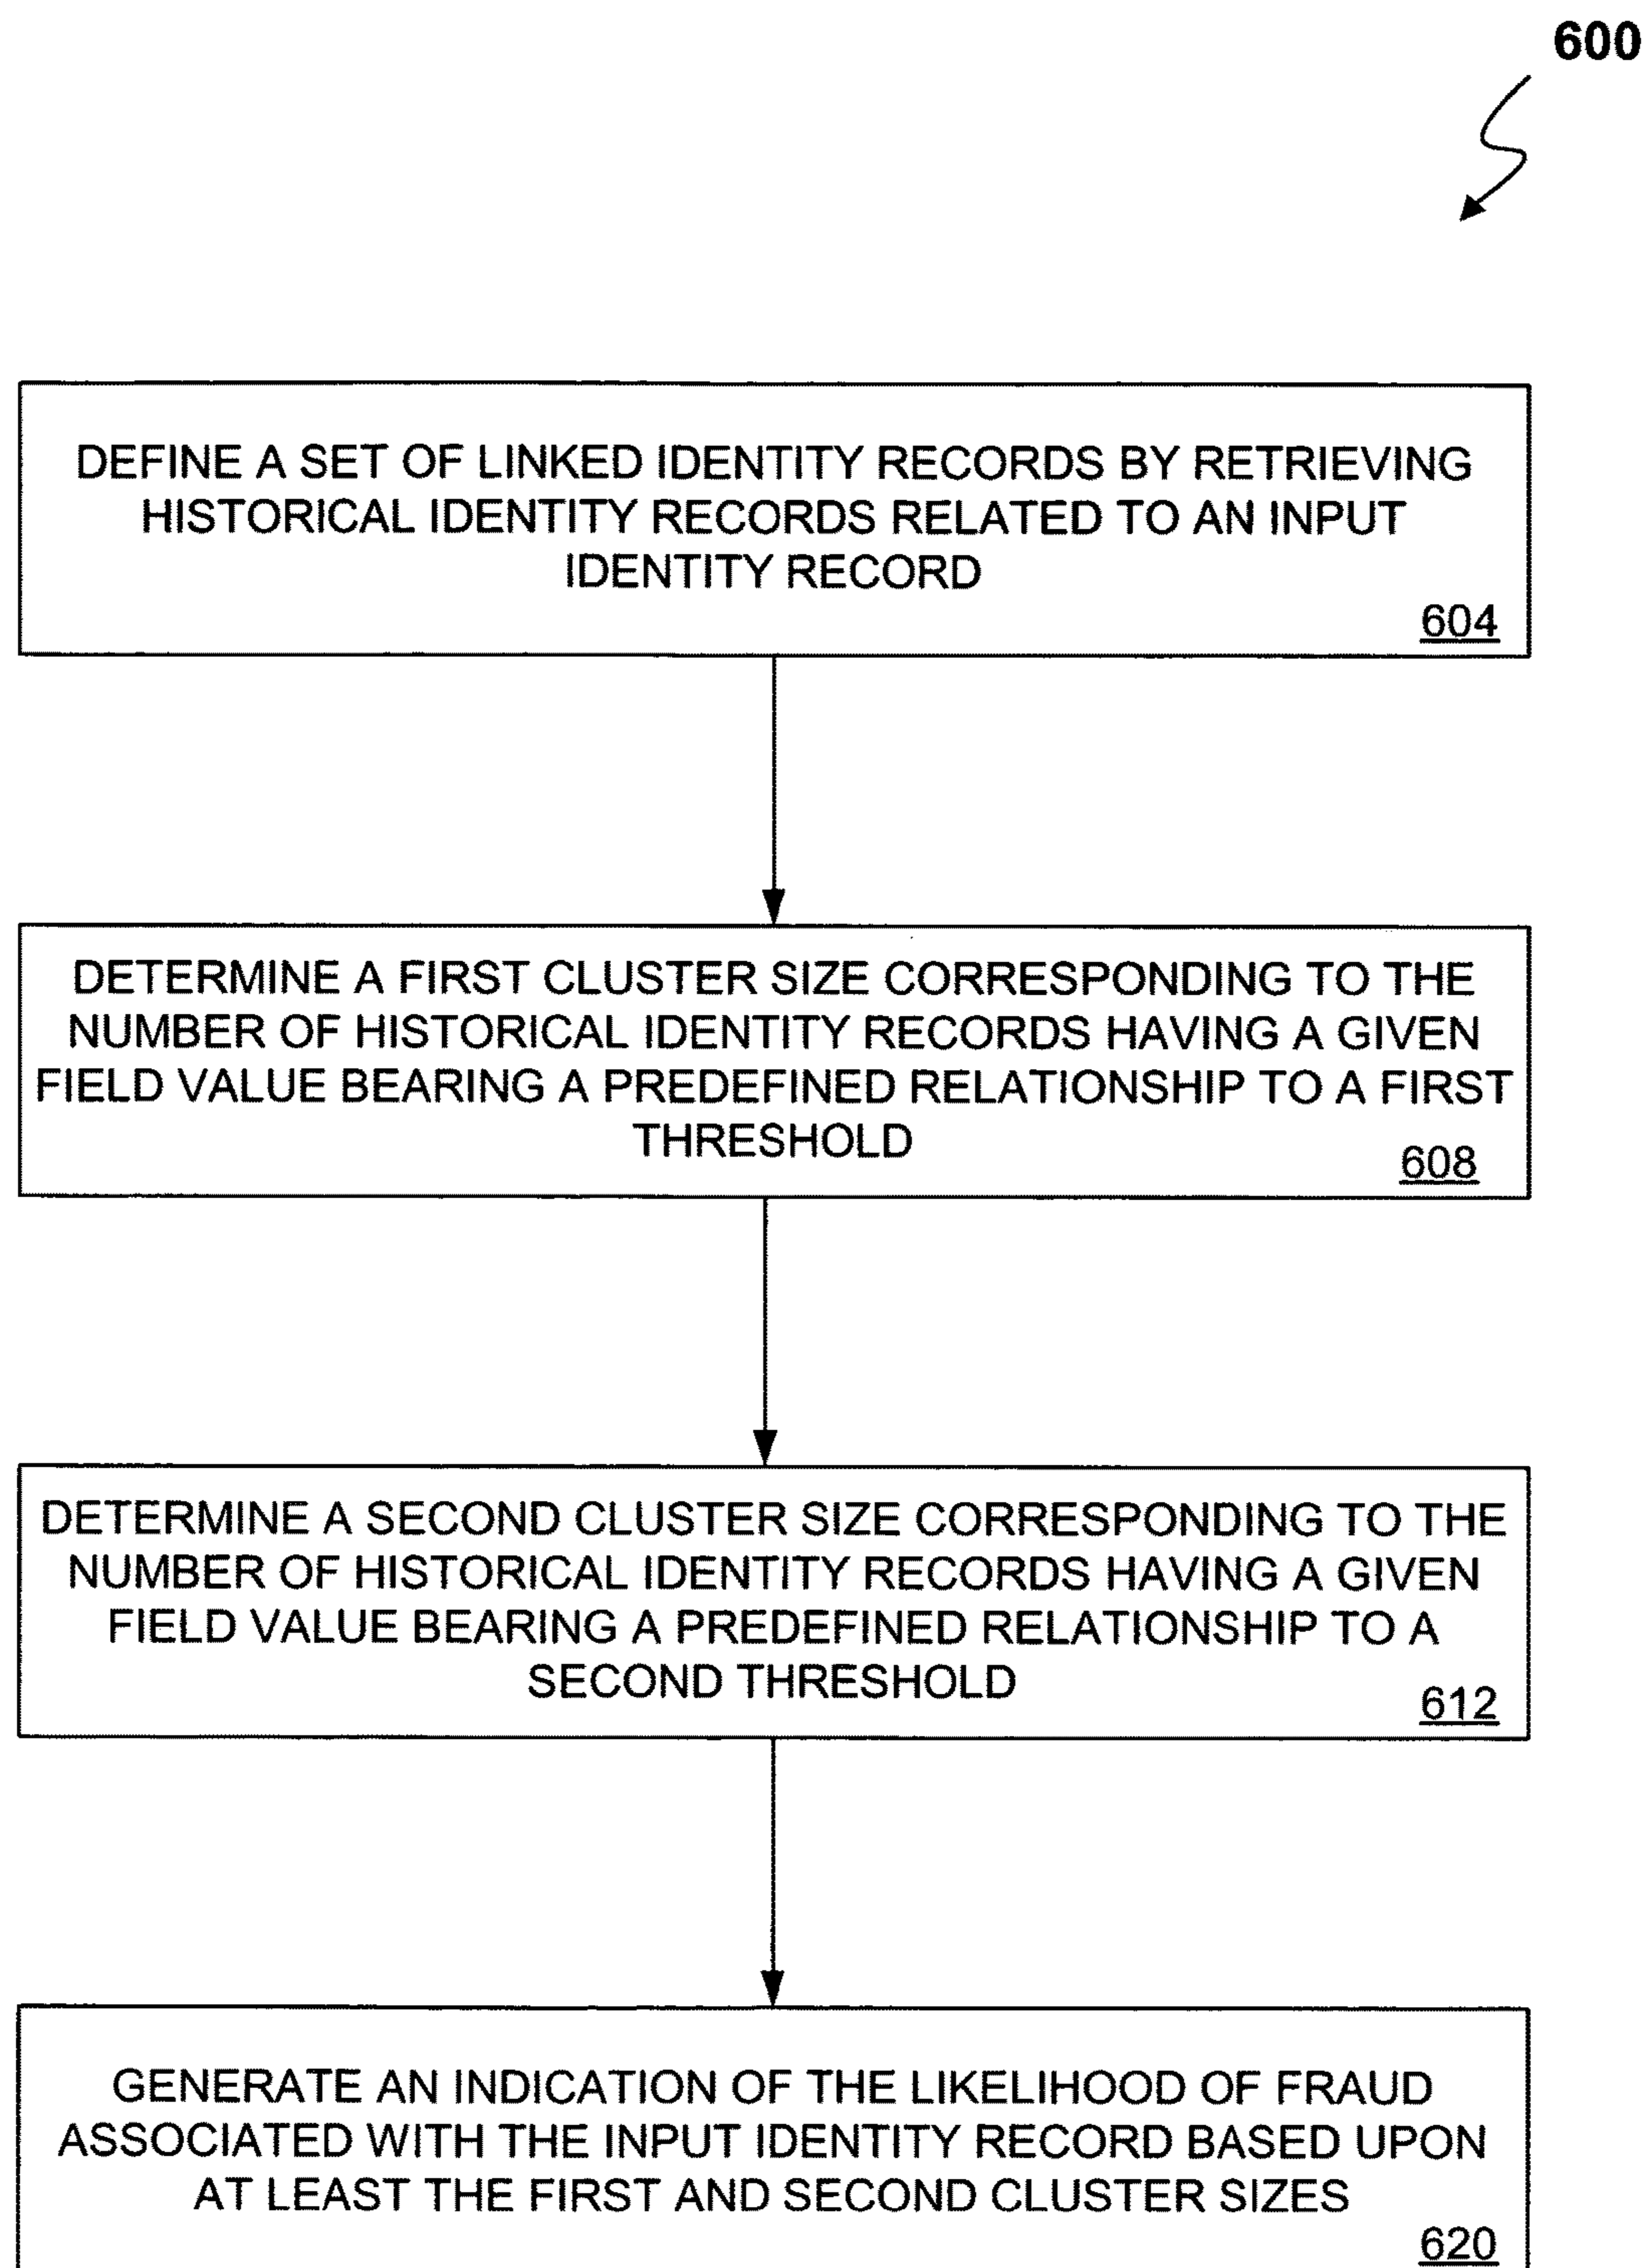 600
DEFINE A SET OF LINKED IDENTITY RECORDS BY RETRIEVING
HISTORICAL IDENTITY RECORDS RELATED TO AN INPUT
IDENTITY RECORD
604
DETERMINE A FIRST CLUSTER SIZE CORRESPONDING TO THE
NUMBER OF HISTORICAL IDENTITY RECORDS HAVING A GIVEN
FIELD VALUE BEARING A PREDEFINED RELATIONSHIP TO A FIRST
THRESHOLD
608
DETERMINE A SECOND CLUSTER SIZE CORRESPONDING TO THE
NUMBER OF HISTORICAL IDENTITY RECORDS HAVING A GIVEN
FIELD VALUE BEARING A PREDEFINED RELATIONSHIP TO A
SECOND THRESHOLD
612
GENERATE AN INDICATION OF THE LIKELIHOOD OF FRAUD
ASSOCIATED WITH THE INPUT IDENTITY RECORD BASED UPON
AT LEAST THE FIRST AND SECOND CLUSTER SIZES
620